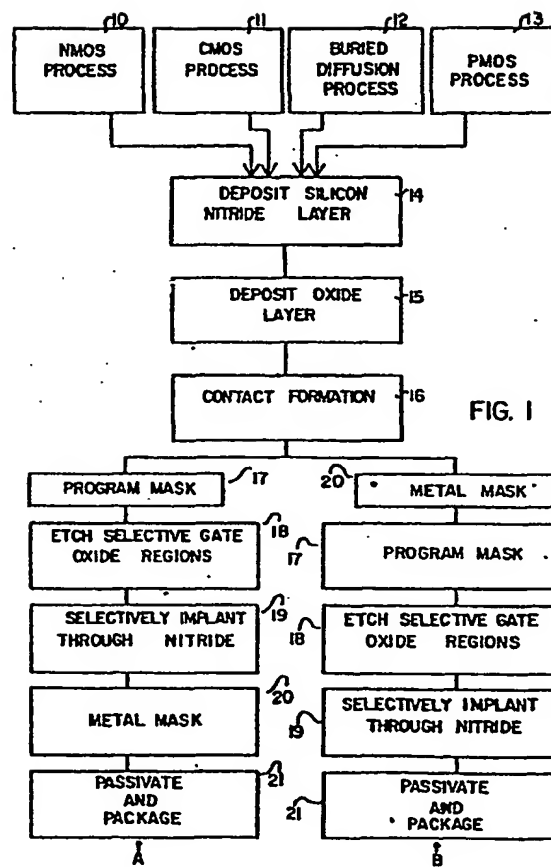 10
11
12
13
NMOS
PROCESS
CMOS
PROCESS
BURIED
DIFFUSION
PROCESS
PMOS
PROCESS
DEPOSIT SILICON
NITRIDE LAYER
14
DEPOSIT OXIDE
LAYER
15
CONTACT FORMATION
16
FIG. 1
PROGRAM MASK
17
ETCH SELECTIVE GATE
OXIDE REGIONS
18
SELECTIVELY IMPLANT
THROUGH NITRIDE
19
METAL MASK
20
PASSIVATE
AND
PACKAGE
21
A
20
METAL MASK
17
PROGRAM MASK
18
ETCH SELECTIVE GATE
OXIDE REGIONS
19
SELECTIVELY IMPLANT
THROUGH NITRIDE
21
PASSIVATE
AND
PACKAGE
B